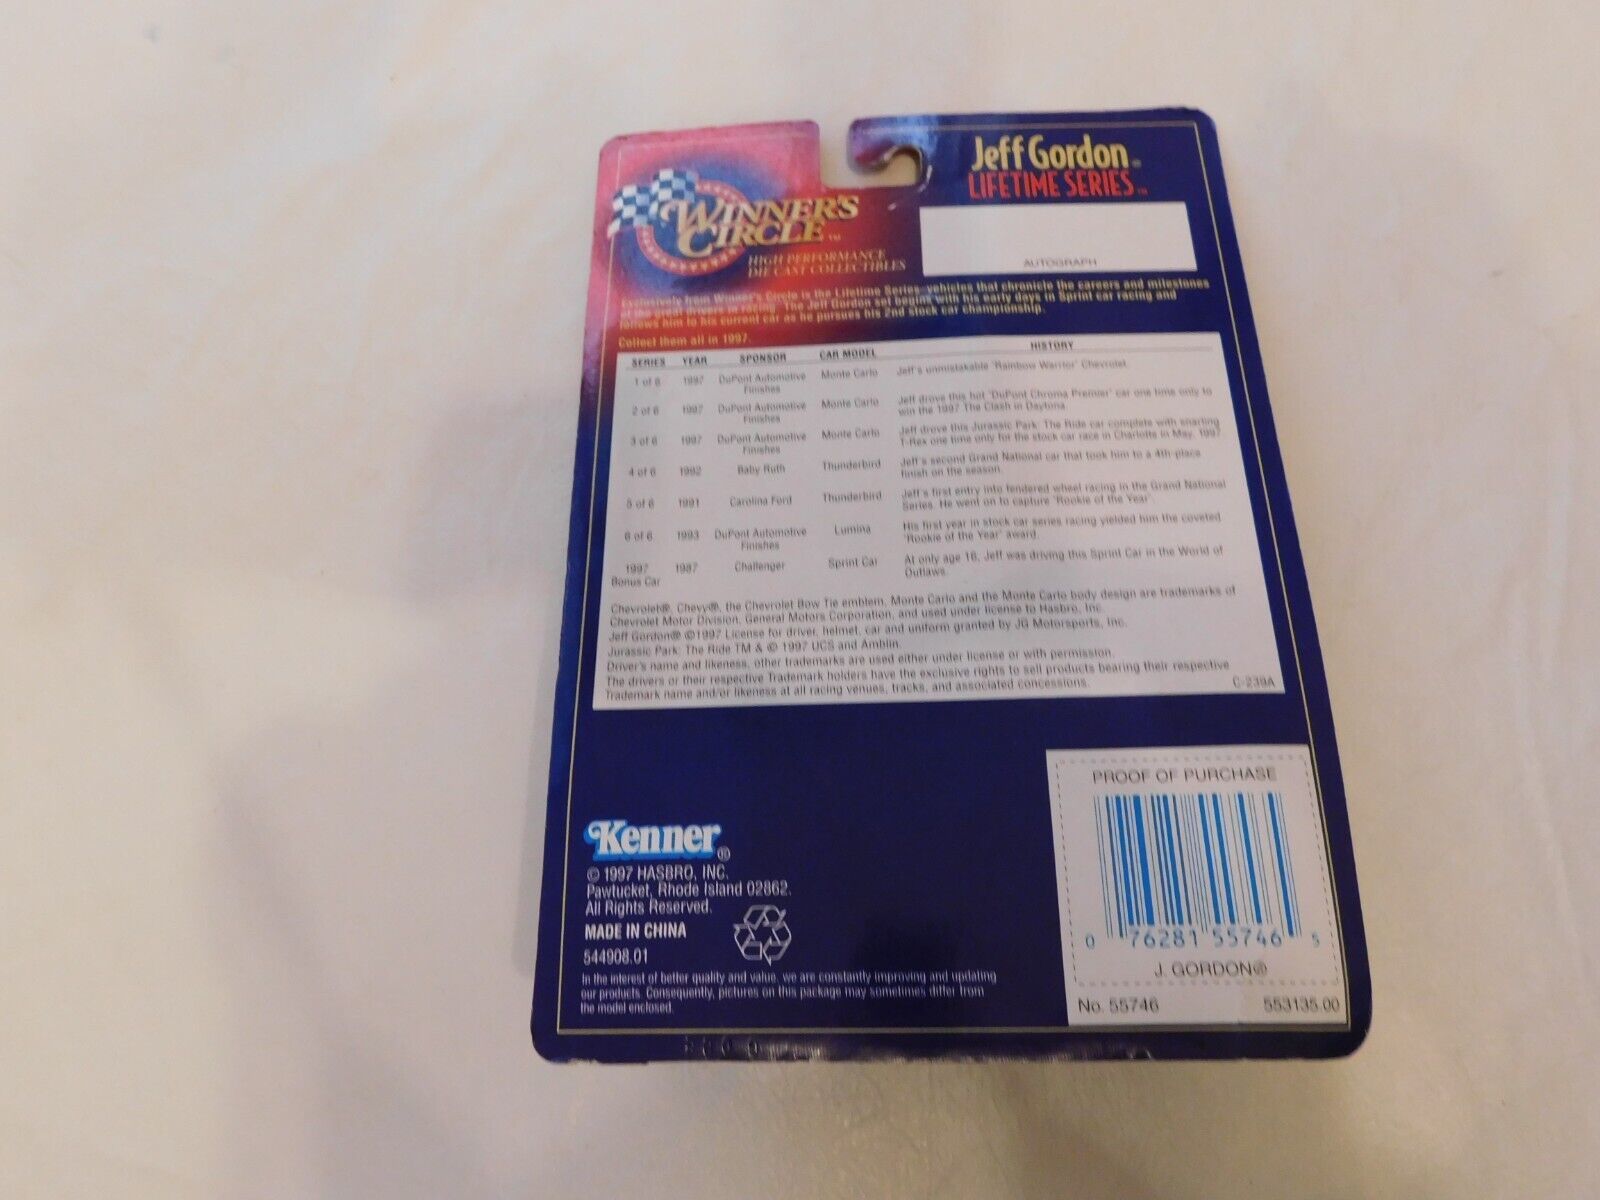 Jeff Gordon™
LIFETIME SERIES™
WINNER'S
CIRCLE™
HIGH PERFORMANCE
DIE CAST COLLECTIBLES
AUTOGRAPH
Exclusively from Winner's Circle is the Lifetime Series, vehicles that chronicle the careers and milestones
of the great drivers in racing. The Jeff Gordon set begins with his early days in Sprint car racing and
follows him to his current car as he pursues his 2nd stock car championship.
Collect them all in 1997.
SERIES YEAR SPONSOR CAR MODEL HISTORY
1 of 6 1997 DuPont Automotive Monte Carlo Jeff's unmistakable "Rainbow Warrior" Chevrolet.
Finishes
2 of 6 1997 DuPont Automotive Monte Carlo Jeff drove this hot "DuPont Chroma Premier" car one time only to
Finishes win the 1997 The Clash in Daytona
3 of 6 1997 DuPont Automotive Monte Carlo Jeff drove this Jurassic Park: The Ride car complete with snarling
Finishes T-Rex one time only for the stock car race in Charlotte in May, 1997
4 of 6 1992 Baby Ruth Thunderbird Jeff's second Grand National car that took him to a 4th-place
finish on the season.
5 of 6 1991 Carolina Ford Thunderbird Jeff's first entry into fendered wheel racing in the Grand National
Series. He went on to capture "Rookie of the Year".
6 of 6 1993 DuPont Automotive Lumina His first year in stock car series racing yielded him the coveted
Finishes "Rookie of the Year" award.
1997 1987 Challenger Sprint Car At only age 16, Jeff was driving this Sprint Car in the World of
Bonus Car Outlaws.
Chevrolet®, Chevy®, the Chevrolet Bow Tie emblem, Monte Carlo and the Monte Carlo body design are trademarks of
Chevrolet Motor Division, General Motors Corporation, and used under license to Hasbro, Inc.
Jeff Gordon® ©1997 License for driver, helmet, car and uniform granted by JG Motorsports, Inc.
Jurassic Park: The Ride TM & © 1997 UCS and Amblin.
Driver's name and likeness, other trademarks are used either under license or with permission.
The drivers or their respective Trademark holders have the exclusive rights to sell products bearing their respective
Trademark name and/or likeness at all racing venues, tracks, and associated concessions.
C-239A
PROOF OF PURCHASE
0 76281 55746 5
J. GORDON®
No. 55746 553135.00
Kenner®
© 1997 HASBRO, INC.
Pawtucket, Rhode Island 02862.
All Rights Reserved.
MADE IN CHINA
544908.01
In the interest of better quality and value, we are constantly improving and updating
our products. Consequently, pictures on this package may sometimes differ from
the model enclosed.